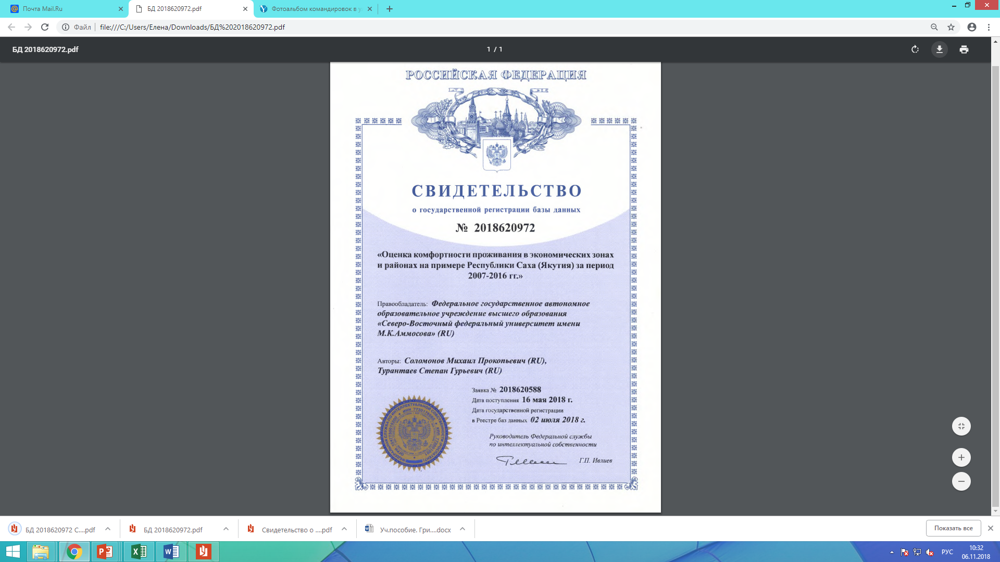 Почта Mail.Ru
БД 2018620972.pdf
Фотоальбом командировок в у
Файл
file:///C:/Users/Елена/Downloads/БД%202018620972.pdf
БД 2018620972.pdf
1 / 1
РОССИЙСКАЯ ФЕДЕРАЦИЯ
СВИДЕТЕЛЬСТВО
о государственной регистрации базы данных
№ 2018620972
«Оценка комфортности проживания в экономических зонах
и районах на примере Республики Саха (Якутия) за период
2007-2016 гг.»
Правообладатель: Федеральное государственное автономное
образовательное учреждение высшего образования
«Северо-Восточный федеральный университет имени
М.К.Аммосова» (RU)
Авторы: Соломонов Михаил Прокопьевич (RU),
Турантаев Степан Гурьевич (RU)
Заявка № 2018620588
Дата поступления 16 мая 2018 г.
Дата государственной регистрации
в Реестре баз данных 02 июля 2018 г.
Руководитель Федеральной службы
по интеллектуальной собственности
Г.П. Ивлиев
ФЕДЕРАЛЬНАЯ СЛУЖБА ПО ИНТЕЛЛЕКТУАЛЬНОЙ СОБСТВЕННОСТИ (РОСПАТЕНТ)
БД 2018620972 С....pdf
БД 2018620972.pdf
Свидетельство о ....pdf
Уч.пособие. Гри....docx
Показать все
РУС
10:32
06.11.2018